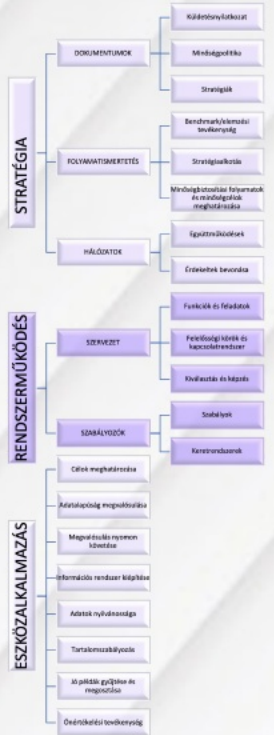 STRATÉGIA
DOKUMENTUMOK
Küldetésnyilatkozat
Minőségpolitika
Stratégiák
FOLYAMATISMERTETÉS
Benchmark/elemzési
tevékenység
Stratégiaalkotás
Minőségbiztosítási folyamatok
és minőségcélok
meghatározása
HÁLÓZATOK
Együttműködések
Érdekeltek bevonása
RENDSZERMŰKÖDÉS
SZERVEZET
Funkciók és feladatok
Felelősségi körök és
kapcsolatrendszer
Kiválasztás és képzés
SZABÁLYOZÓK
Szabályok
Keretrendszerek
ESZKÖZALKALMAZÁS
Célok meghatározása
Adatalapúság megvalósulása
Megvalósulás nyomon
követése
Információs rendszer kiépítése
Adatok nyilvánossága
Tartalomszabályozás
Jó példák gyűjtése és
megosztása
Önértékelési tevékenység